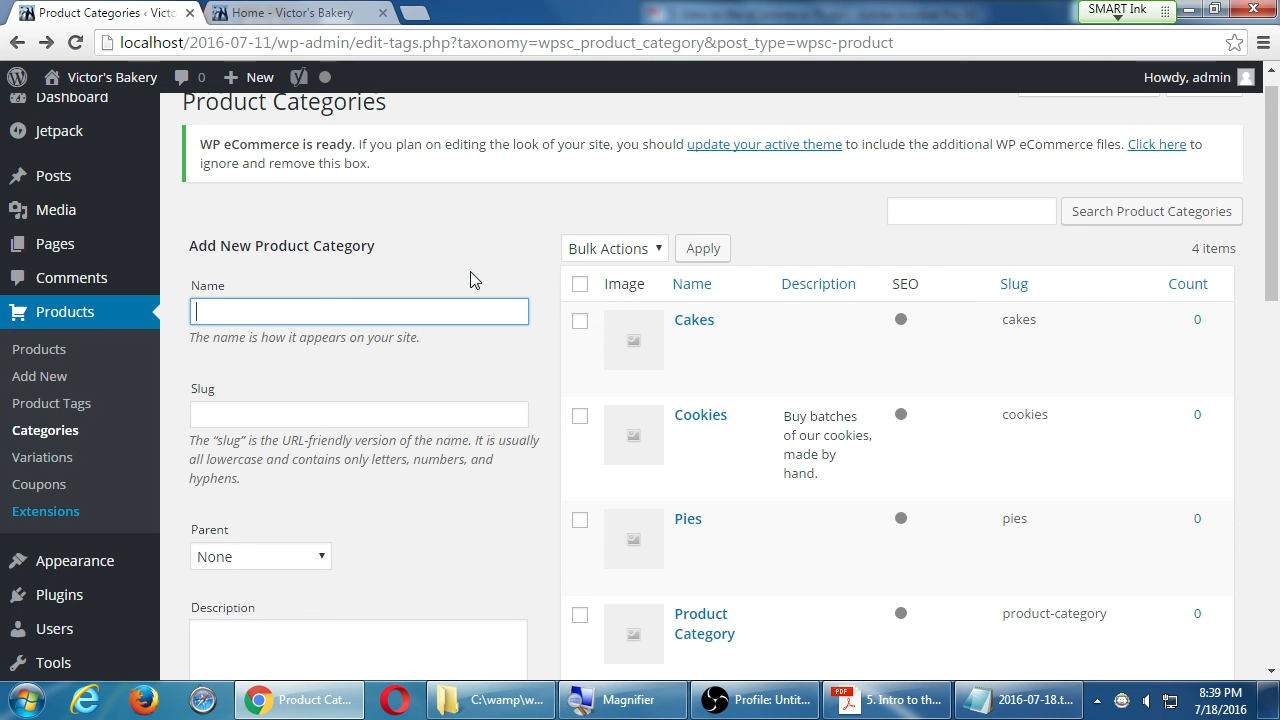 Product Categories ‹ Victo
Home - Victor's Bakery
SMART Ink
localhost/2016-07-11/wp-admin/edit-tags.php?taxonomy=wpsc_product_category&post_type=wpsc-product
Victor's Bakery
0
New
Howdy, admin
Dashboard
Jetpack
Posts
Media
Pages
Comments
Products
Products
Add New
Product Tags
Categories
Variations
Coupons
Extensions
Appearance
Plugins
Users
Tools
Product Categories
WP eCommerce is ready. If you plan on editing the look of your site, you should update your active theme to include the additional WP eCommerce files. Click here to
ignore and remove this box.
Search Product Categories
Add New Product Category
Name
The name is how it appears on your site.
Slug
The “slug” is the URL-friendly version of the name. It is usually
all lowercase and contains only letters, numbers, and
hyphens.
Parent
None
Description
Bulk Actions
Apply
4 items
Image Name Description SEO Slug Count
Cakes cakes 0
Cookies Buy batches cookies 0
of our cookies,
made by
hand.
Pies pies 0
Product product-category 0
Category
Product Cat...
C:\wamp\w...
Magnifier
Profile: Untit...
PDF
5. Intro to th...
2016-07-18.t...
8:39 PM
7/18/2016